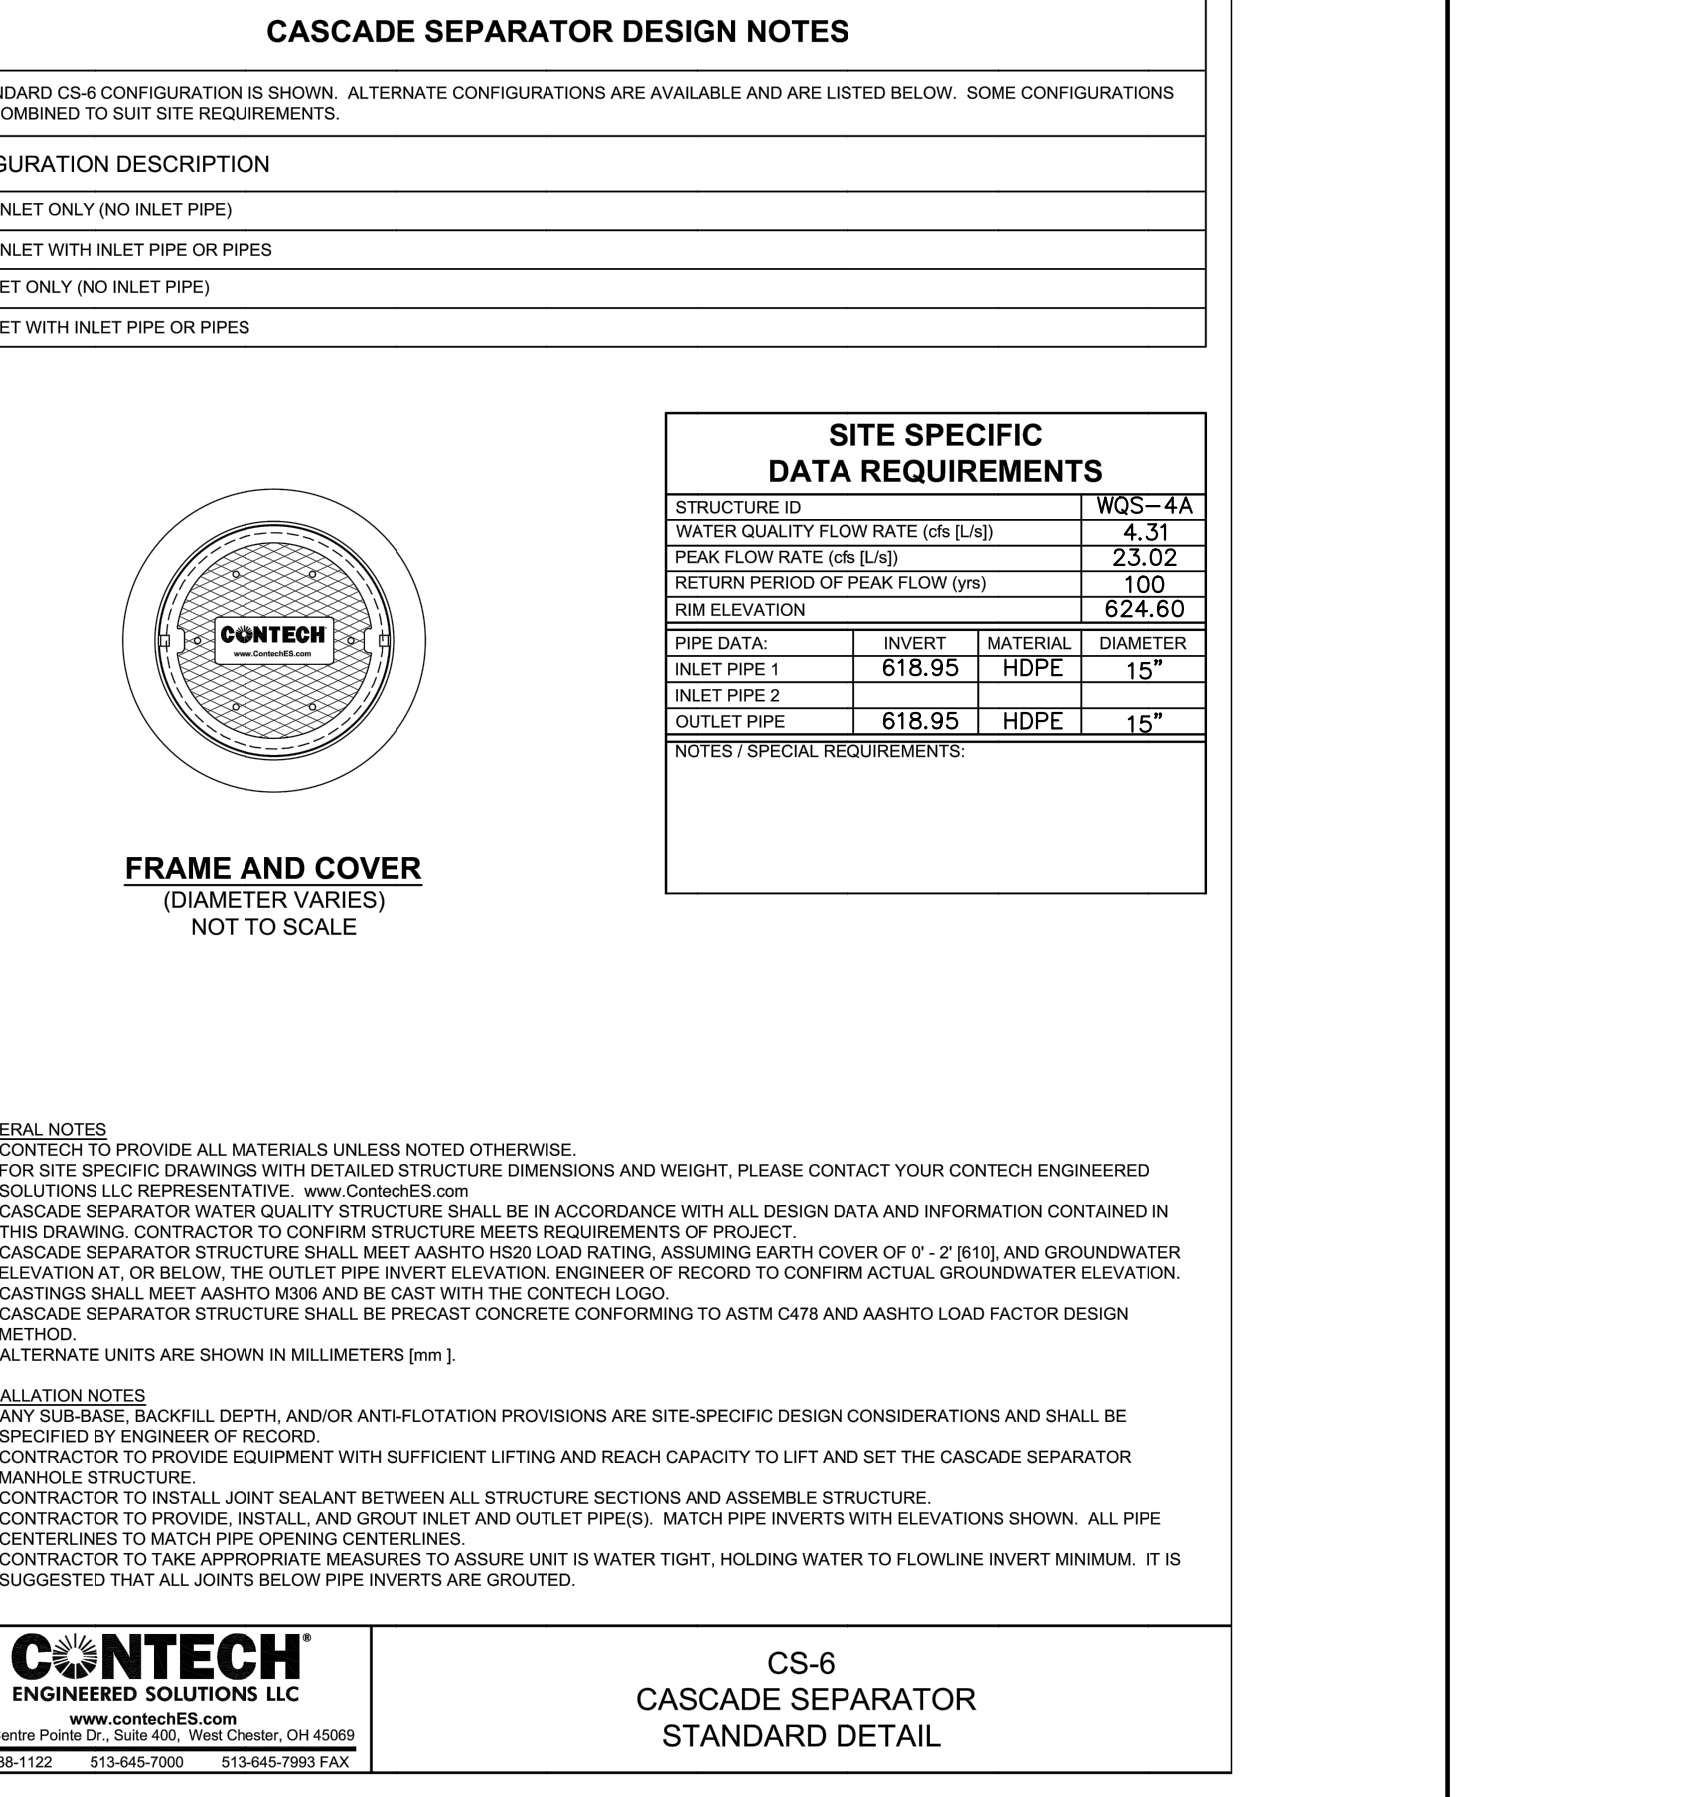 CASCADE SEPARATOR DESIGN NOTES
NDARD CS-6 CONFIGURATION IS SHOWN.  ALTERNATE CONFIGURATIONS ARE AVAILABLE AND ARE LISTED BELOW.  SOME CONFIGURATIONS
OMBINED TO SUIT SITE REQUIREMENTS.
GURATION DESCRIPTION
NLET ONLY (NO INLET PIPE)
NLET WITH INLET PIPE OR PIPES
ET ONLY (NO INLET PIPE)
ET WITH INLET PIPE OR PIPES
CONTECH
www.ContechES.com
FRAME AND COVER
(DIAMETER VARIES)
NOT TO SCALE
SITE SPECIFIC
DATA REQUIREMENTS
STRUCTURE ID WQS-4A
WATER QUALITY FLOW RATE (cfs [L/s]) 4.31
PEAK FLOW RATE (cfs [L/s]) 23.02
RETURN PERIOD OF PEAK FLOW (yrs) 100
RIM ELEVATION 624.60
PIPE DATA: INVERT MATERIAL DIAMETER
INLET PIPE 1 618.95 HDPE 15"
INLET PIPE 2
OUTLET PIPE 618.95 HDPE 15"
NOTES / SPECIAL REQUIREMENTS:
ERAL NOTES
CONTECH TO PROVIDE ALL MATERIALS UNLESS NOTED OTHERWISE.
FOR SITE SPECIFIC DRAWINGS WITH DETAILED STRUCTURE DIMENSIONS AND WEIGHT, PLEASE CONTACT YOUR CONTECH ENGINEERED
SOLUTIONS LLC REPRESENTATIVE.  www.ContechES.com
CASCADE SEPARATOR WATER QUALITY STRUCTURE SHALL BE IN ACCORDANCE WITH ALL DESIGN DATA AND INFORMATION CONTAINED IN
THIS DRAWING. CONTRACTOR TO CONFIRM STRUCTURE MEETS REQUIREMENTS OF PROJECT.
CASCADE SEPARATOR STRUCTURE SHALL MEET AASHTO HS20 LOAD RATING, ASSUMING EARTH COVER OF 0' - 2' [610], AND GROUNDWATER
ELEVATION AT, OR BELOW, THE OUTLET PIPE INVERT ELEVATION. ENGINEER OF RECORD TO CONFIRM ACTUAL GROUNDWATER ELEVATION.
CASTINGS SHALL MEET AASHTO M306 AND BE CAST WITH THE CONTECH LOGO.
CASCADE SEPARATOR STRUCTURE SHALL BE PRECAST CONCRETE CONFORMING TO ASTM C478 AND AASHTO LOAD FACTOR DESIGN
METHOD.
ALTERNATE UNITS ARE SHOWN IN MILLIMETERS [mm ].
ALLATION NOTES
ANY SUB-BASE, BACKFILL DEPTH, AND/OR ANTI-FLOTATION PROVISIONS ARE SITE-SPECIFIC DESIGN CONSIDERATIONS AND SHALL BE
SPECIFIED BY ENGINEER OF RECORD.
CONTRACTOR TO PROVIDE EQUIPMENT WITH SUFFICIENT LIFTING AND REACH CAPACITY TO LIFT AND SET THE CASCADE SEPARATOR
MANHOLE STRUCTURE.
CONTRACTOR TO INSTALL JOINT SEALANT BETWEEN ALL STRUCTURE SECTIONS AND ASSEMBLE STRUCTURE.
CONTRACTOR TO PROVIDE, INSTALL, AND GROUT INLET AND OUTLET PIPE(S).  MATCH PIPE INVERTS WITH ELEVATIONS SHOWN.  ALL PIPE
CENTERLINES TO MATCH PIPE OPENING CENTERLINES.
CONTRACTOR TO TAKE APPROPRIATE MEASURES TO ASSURE UNIT IS WATER TIGHT, HOLDING WATER TO FLOWLINE INVERT MINIMUM.  IT IS
SUGGESTED THAT ALL JOINTS BELOW PIPE INVERTS ARE GROUTED.
CONTECH®
ENGINEERED SOLUTIONS LLC
www.contechES.com
entre Pointe Dr., Suite 400,  West Chester, OH 45069
38-1122 513-645-7000 513-645-7993 FAX
CS-6
CASCADE SEPARATOR
STANDARD DETAIL